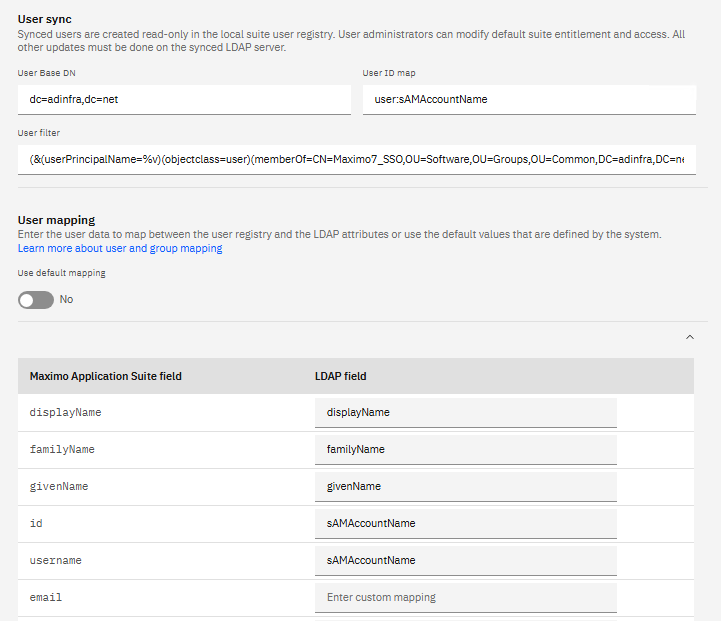 User sync
Synced users are created read-only in the local suite user registry. User administrators can modify default suite entitlement and access. All
other updates must be done on the synced LDAP server.
User Base DN
User ID map
dc=adinfra,dc=net
user:sAMAccountName
User filter
(&(userPrincipalName=%v)(objectclass=user)(memberOf=CN=Maximo7_SSO,OU=Software,OU=Groups,OU=Common,DC=adinfra,DC=ne
User mapping
Enter the user data to map between the user registry and the LDAP attributes or use the default values that are defined by the system.
Learn more about user and group mapping
Use default mapping
No
Maximo Application Suite field LDAP field
displayName displayName
familyName familyName
givenName givenName
id sAMAccountName
username sAMAccountName
email Enter custom mapping